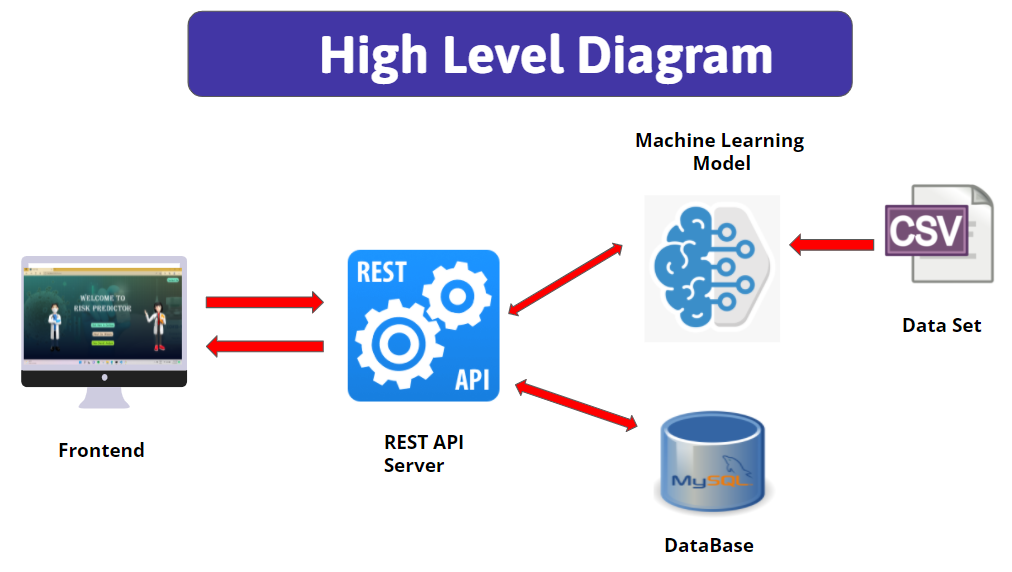 High Level Diagram
Machine Learning
Model
CSV
Data Set
REST
API
WELCOME TO
RISK PREDICTOR
Frontend
REST API
Server
MySQL
DataBase